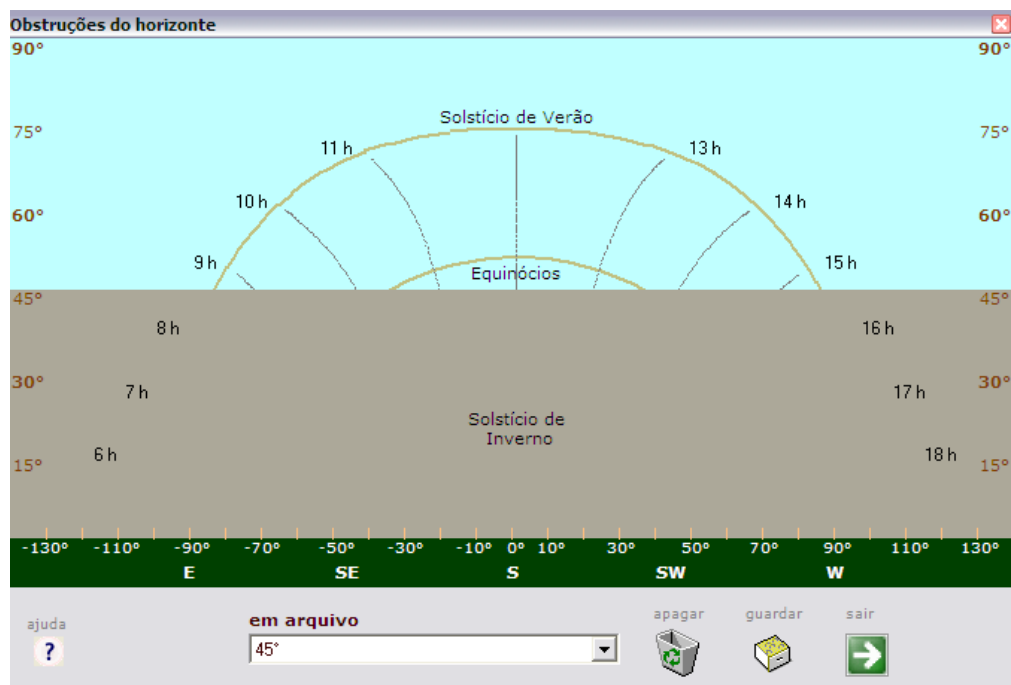 Obstruções do horizonte
90° 90°
Solstício de Verão
75° 75°
11 h 13 h
10 h 14 h
60° 60°
9 h 15 h
Equinócios
45° 45°
8 h 16 h
30° 30°
7 h 17 h
Solstício de
Inverno
6 h 18 h
15° 15°
-130° -110° -90° -70° -50° -30° -10° 0° 10° 30° 50° 70° 90° 110° 130°
E SE S SW W
ajuda
?
em arquivo
45°
apagar guardar sair